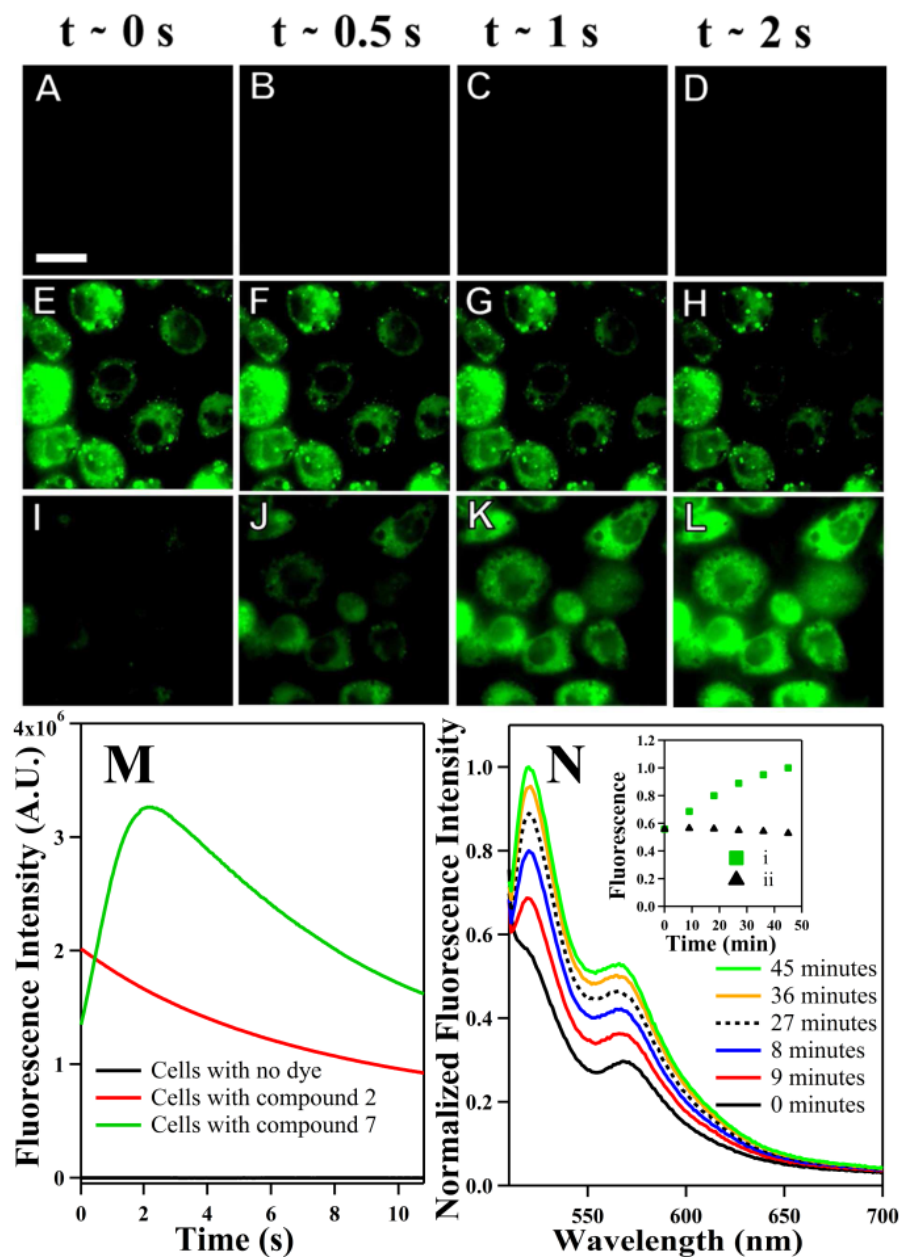 t ~ 0 s t ~ 0.5 s t ~ 1 s t ~ 2 s
A B C D
E F G H
I J K L
M
Fluorescence Intensity (A.U.)
4x10⁶
3
2
1
0
Cells with no dye
Cells with compound 2
Cells with compound 7
0 2 4 6 8 10
Time (s)
N
Normalized Fluorescence Intensity
1.0
0.8
0.6
0.4
0.2
0.0
Fluorescence
1.2
1.0
0.8
0.6
0.4
0.2
0.0
i
ii
0 10 20 30 40 50
Time (min)
45 minutes
36 minutes
27 minutes
8 minutes
9 minutes
0 minutes
550 600 650 700
Wavelength (nm)